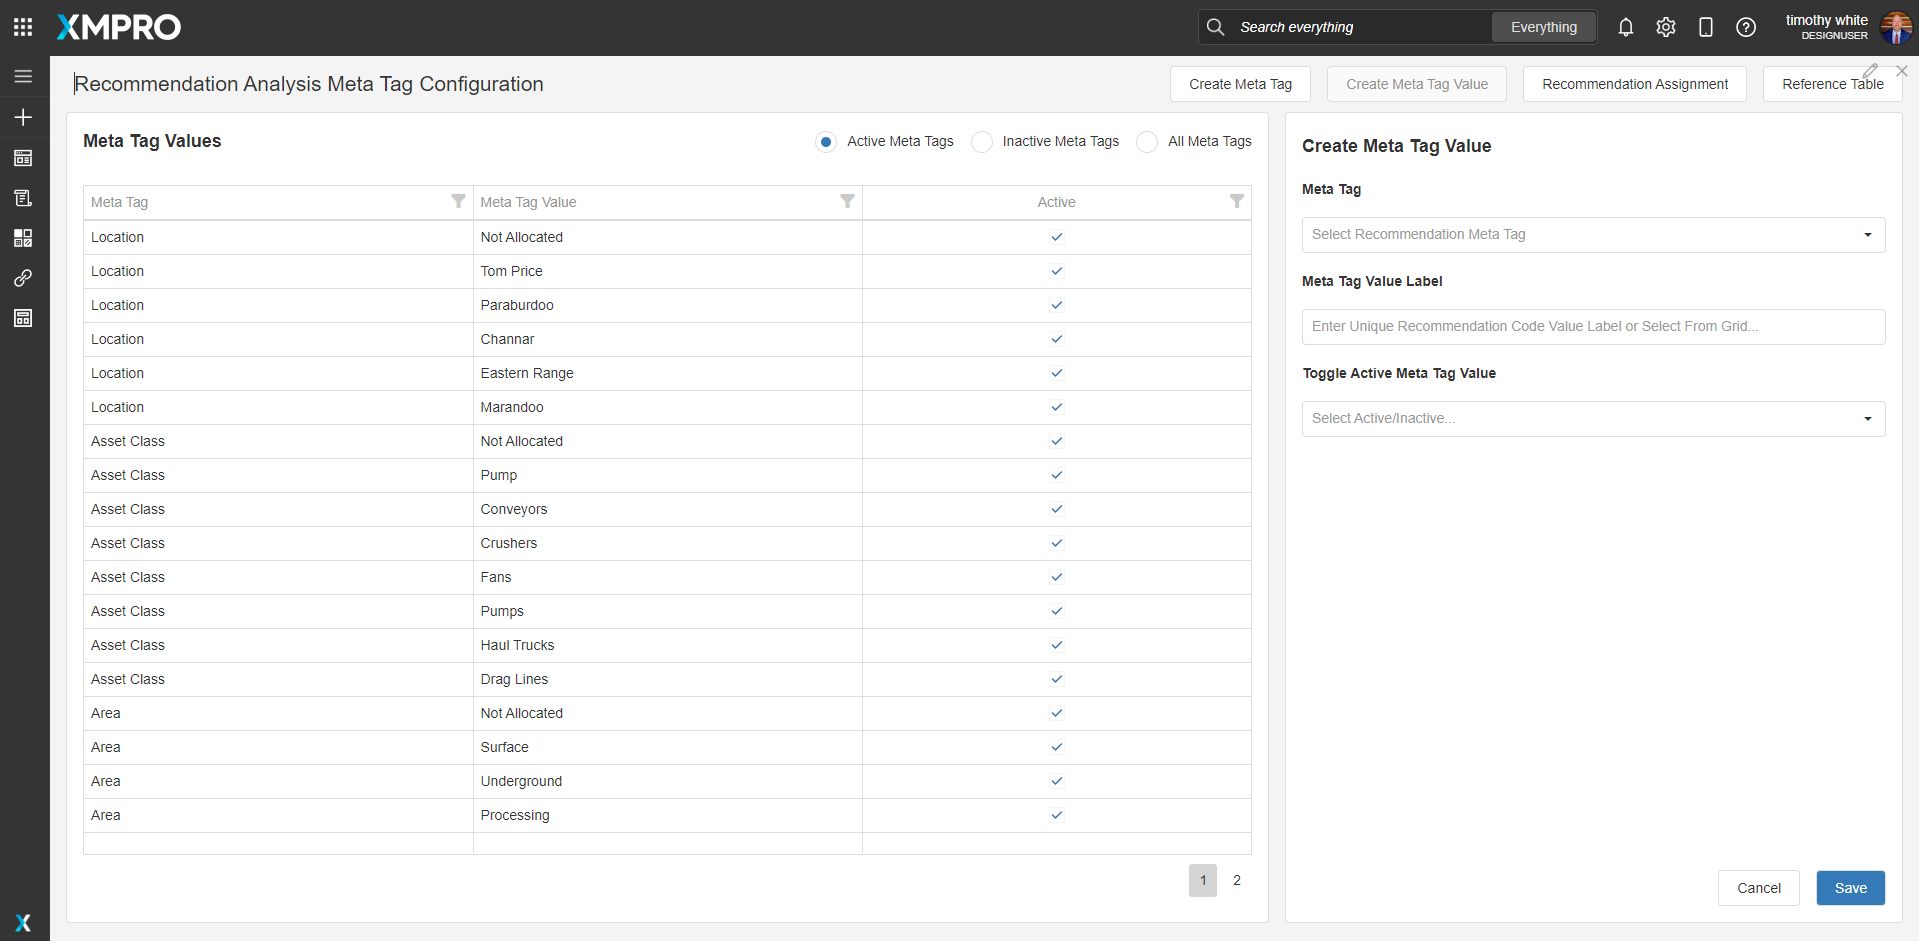 XMPRO
Search everything
Everything
timothy white
DESIGNUSER
Recommendation Analysis Meta Tag Configuration
Create Meta Tag
Create Meta Tag Value
Recommendation Assignment
Reference Table
Meta Tag Values
Active Meta Tags
Inactive Meta Tags
All Meta Tags
Meta Tag Meta Tag Value Active
Location Not Allocated
Location Tom Price
Location Paraburdoo
Location Channar
Location Eastern Range
Location Marandoo
Asset Class Not Allocated
Asset Class Pump
Asset Class Conveyors
Asset Class Crushers
Asset Class Fans
Asset Class Pumps
Asset Class Haul Trucks
Asset Class Drag Lines
Area Not Allocated
Area Surface
Area Underground
Area Processing
1 2
Create Meta Tag Value
Meta Tag
Select Recommendation Meta Tag
Meta Tag Value Label
Enter Unique Recommendation Code Value Label or Select From Grid...
Toggle Active Meta Tag Value
Select Active/Inactive...
Cancel
Save